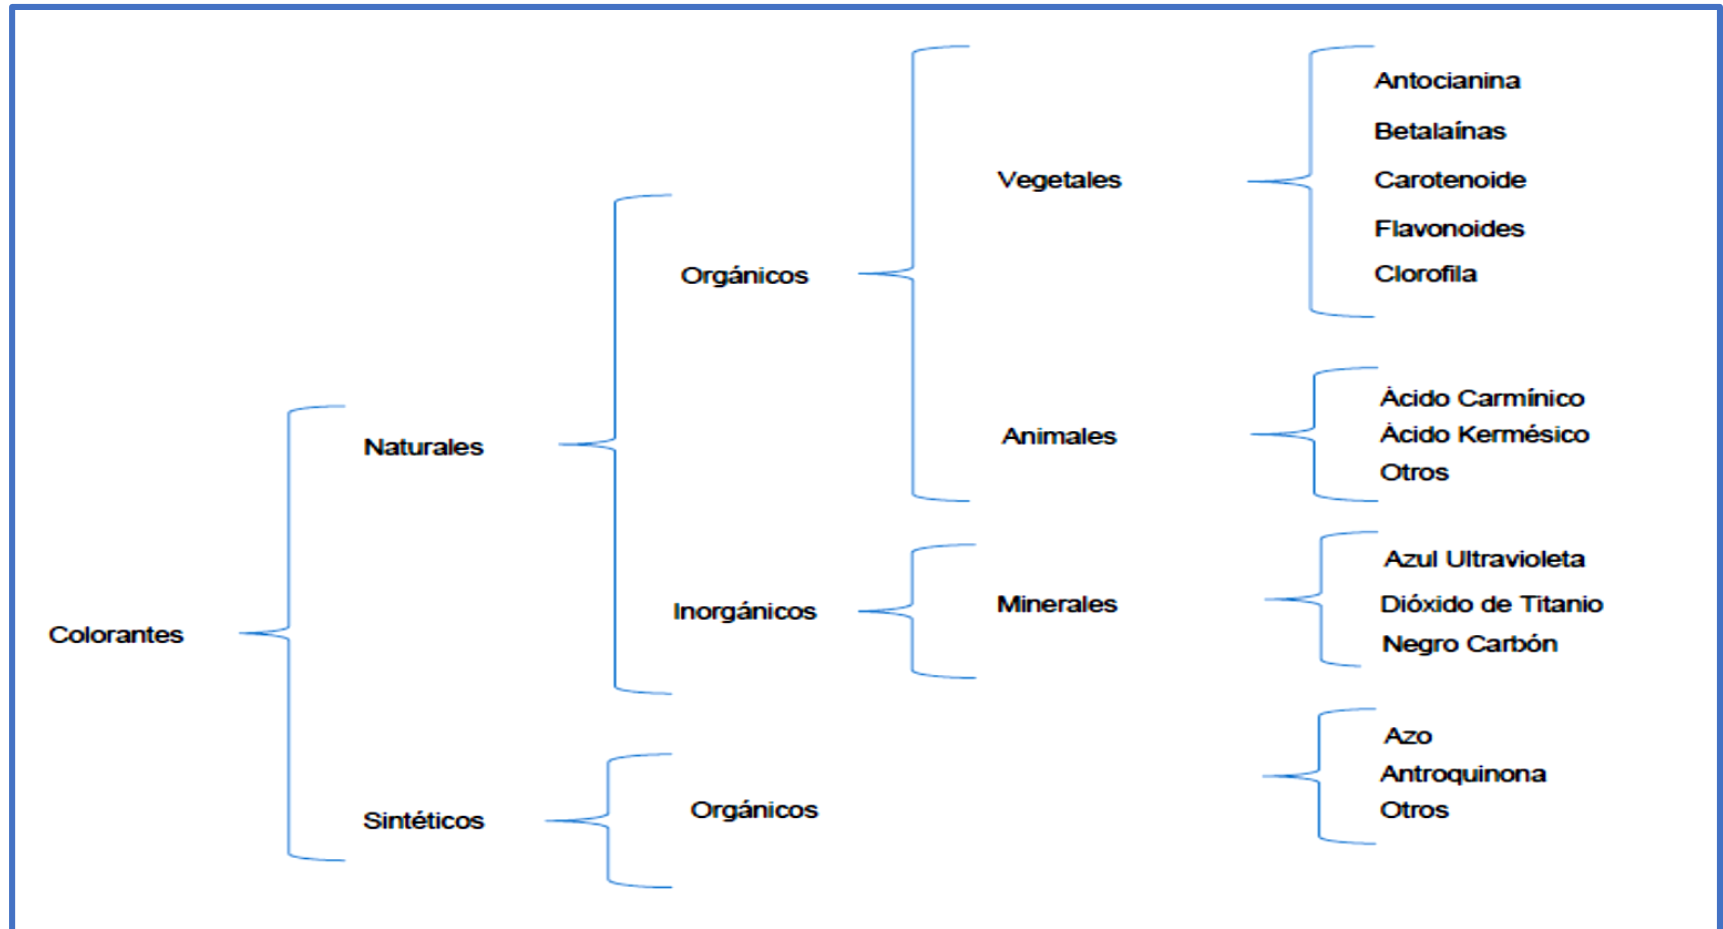 Colorantes
Naturales
Orgánicos
Vegetales
Antocianina
Betalaínas
Carotenoide
Flavonoides
Clorofila
Animales
Àcido Carmínico
Àcido Kermésico
Otros
Inorgánicos
Minerales
Azul Ultravioleta
Dióxido de Titanio
Negro Carbón
Sintéticos
Orgánicos
Azo
Antroquinona
Otros